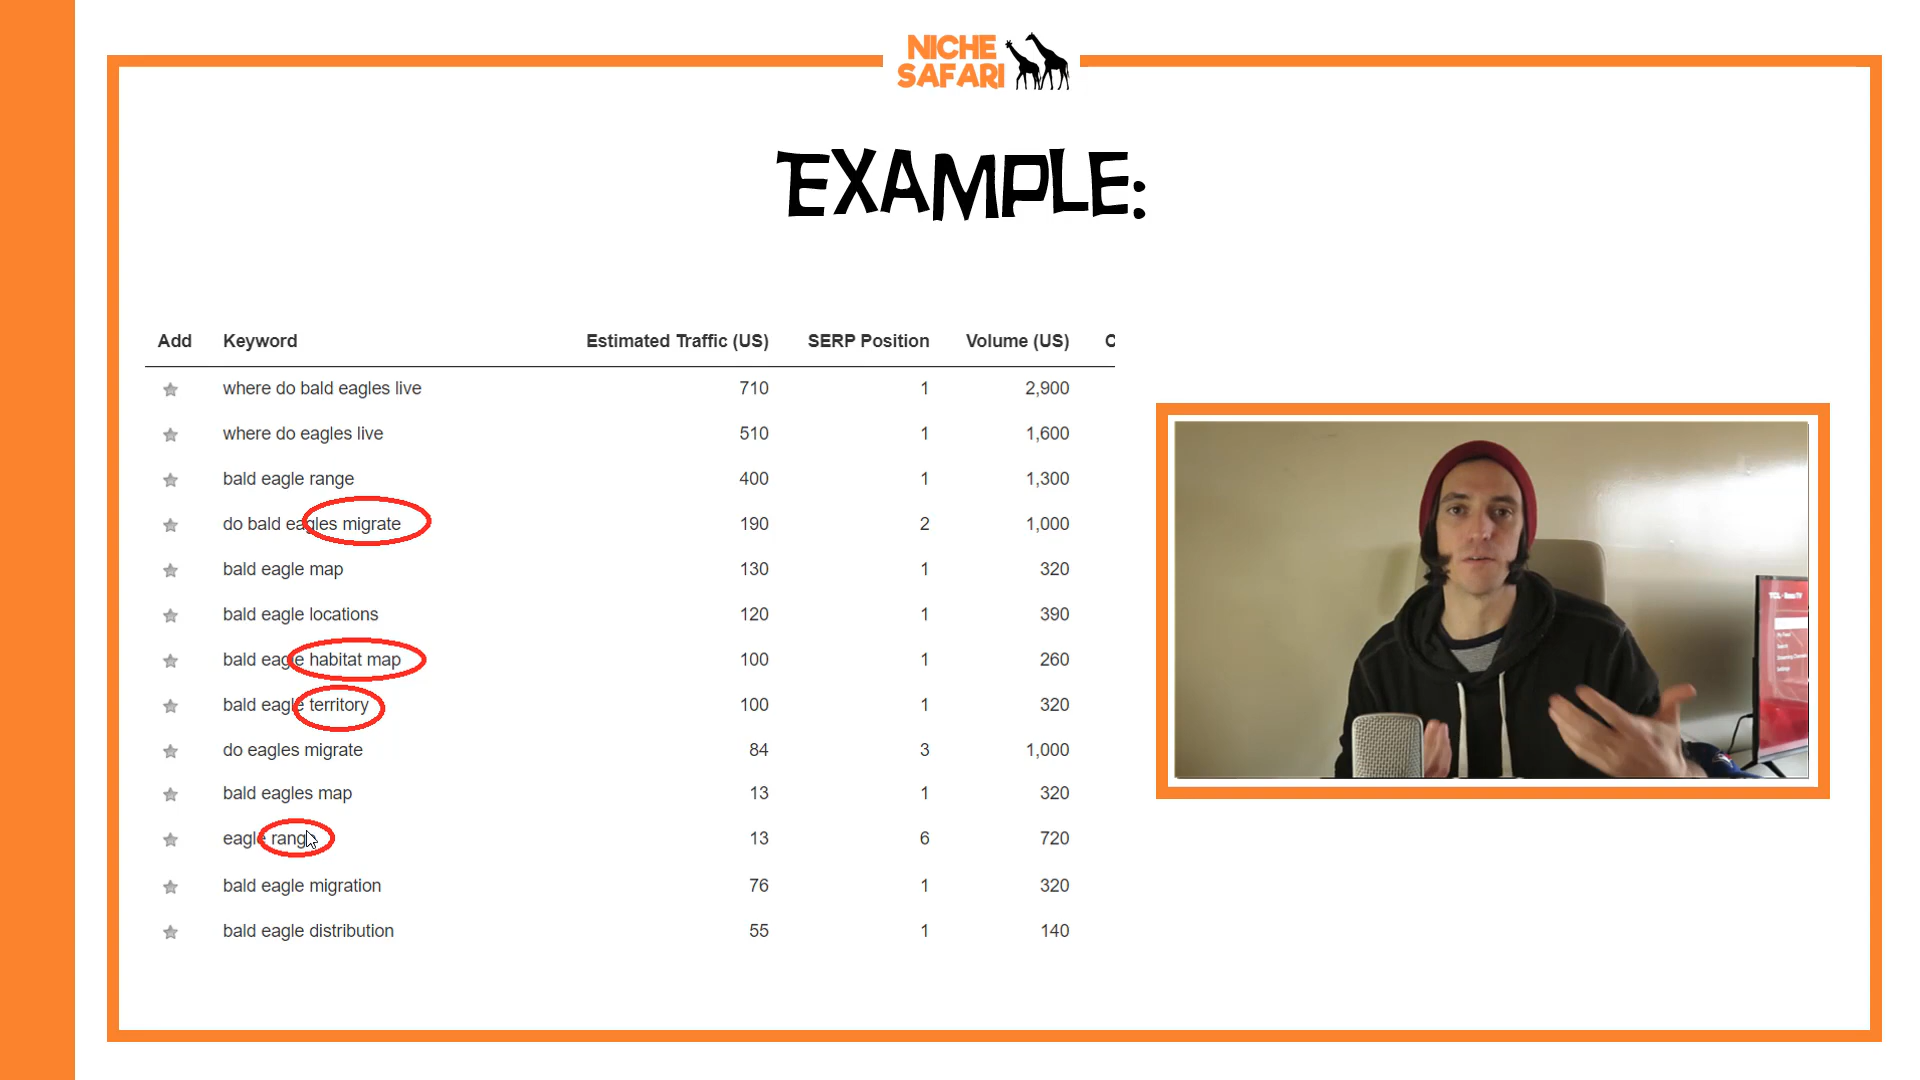 NICHE
SAFARI
EXAMPLE:
Add Keyword Estimated Traffic (US) SERP Position Volume (US) C
where do bald eagles live 710 1 2,900
where do eagles live 510 1 1,600
bald eagle range 400 1 1,300
do bald eagles migrate 190 2 1,000
bald eagle map 130 1 320
bald eagle locations 120 1 390
bald eagle habitat map 100 1 260
bald eagle territory 100 1 320
do eagles migrate 84 3 1,000
bald eagles map 13 1 320
eagle range 13 6 720
bald eagle migration 76 1 320
bald eagle distribution 55 1 140
TCL